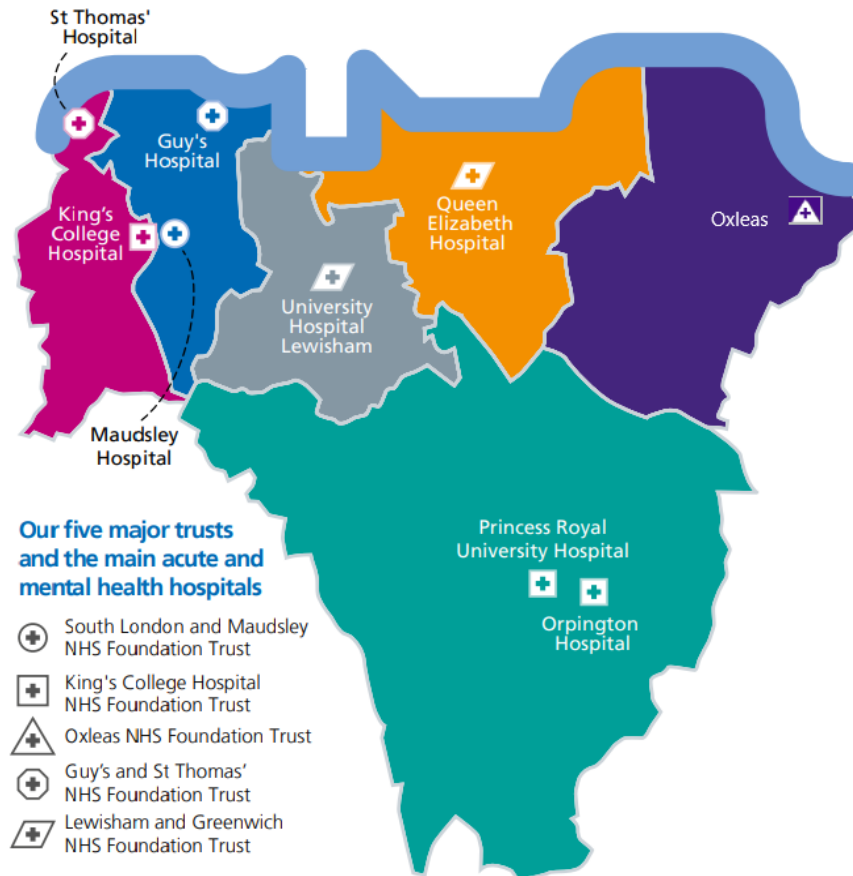 St Thomas'
Hospital
Guy's
Hospital
King's
College
Hospital
Queen
Elizabeth
Hospital
Oxleas
University
Hospital
Lewisham
Maudsley
Hospital
Princess Royal
University Hospital
Orpington
Hospital
Our five major trusts
and the main acute and
mental health hospitals
South London and Maudsley
NHS Foundation Trust
King's College Hospital
NHS Foundation Trust
Oxleas NHS Foundation Trust
Guy's and St Thomas’
NHS Foundation Trust
Lewisham and Greenwich
NHS Foundation Trust